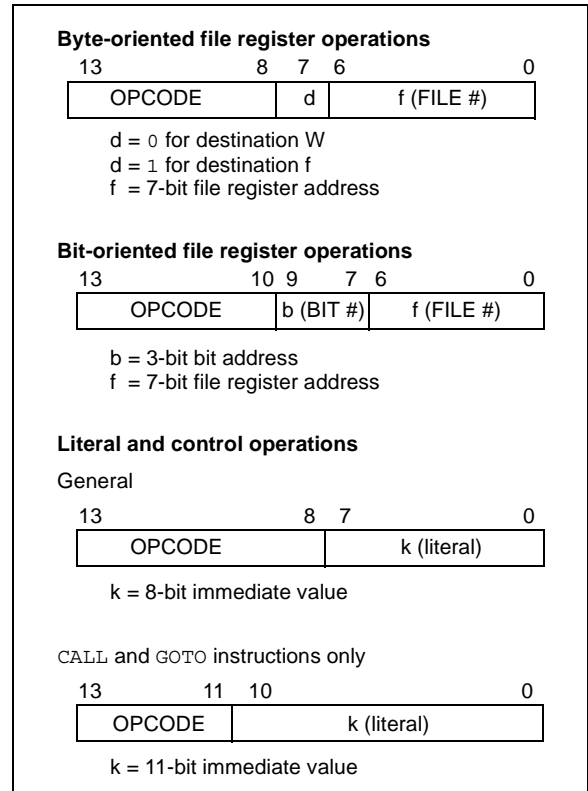 Byte-oriented file register operations
13 8 7 6 0
OPCODE d f (FILE #)
d = 0 for destination W
d = 1 for destination f
f = 7-bit file register address
Bit-oriented file register operations
13 10 9 7 6 0
OPCODE b (BIT #) f (FILE #)
b = 3-bit bit address
f = 7-bit file register address
Literal and control operations
General
13 8 7 0
OPCODE k (literal)
k = 8-bit immediate value
CALL and GOTO instructions only
13 11 10 0
OPCODE k (literal)
k = 11-bit immediate value